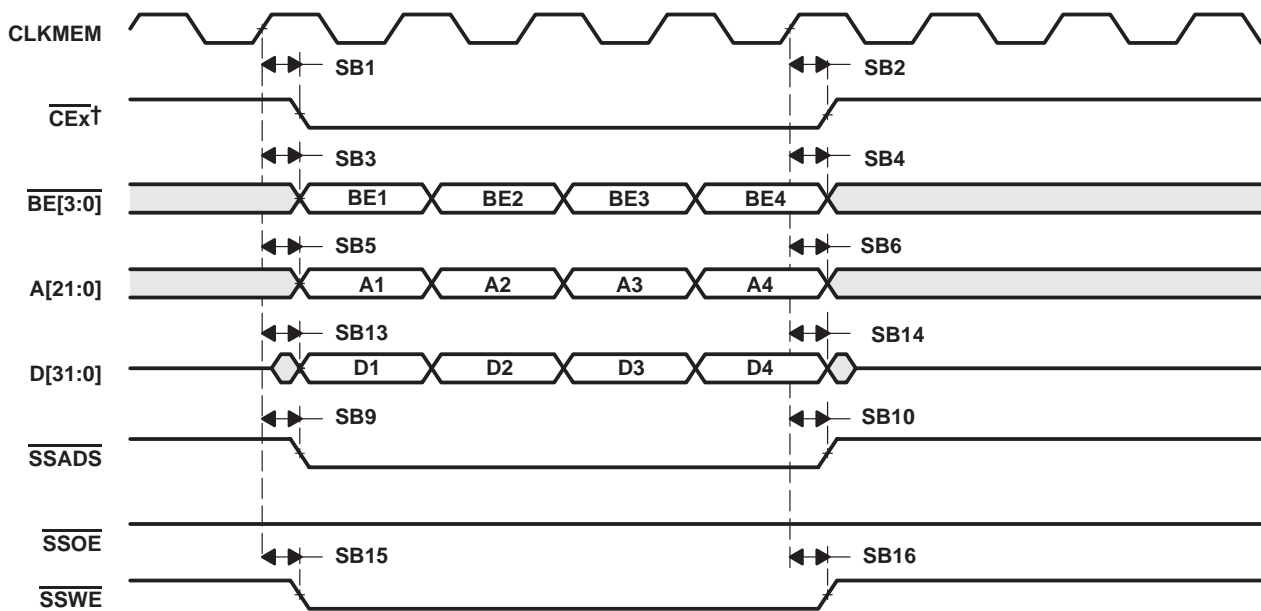 CLKMEM
SB1 SB2
CEx†
SB3 SB4
BE[3:0] BE1 BE2 BE3 BE4
SB5 SB6
A[21:0] A1 A2 A3 A4
SB13 SB14
D[31:0] D1 D2 D3 D4
SB9 SB10
SSADS
SSOE
SB15 SB16
SSWE